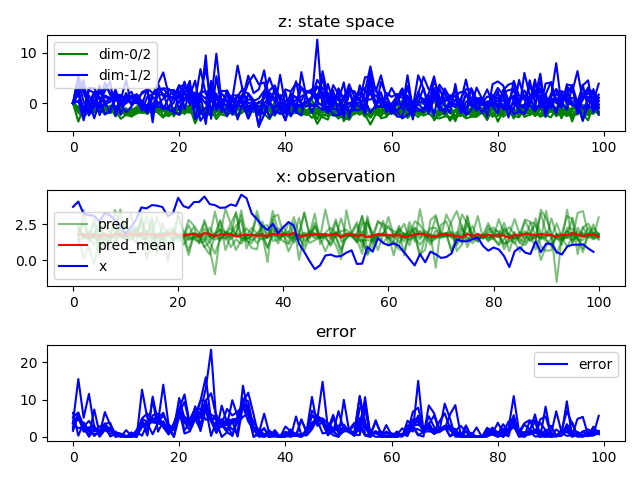 z: state space
10
0
dim-0/2
dim-1/2
0 20 40 60 80 100
x: observation
2.5
0.0
pred
pred_mean
x
0 20 40 60 80 100
error
20
10
0
error
0 20 40 60 80 100